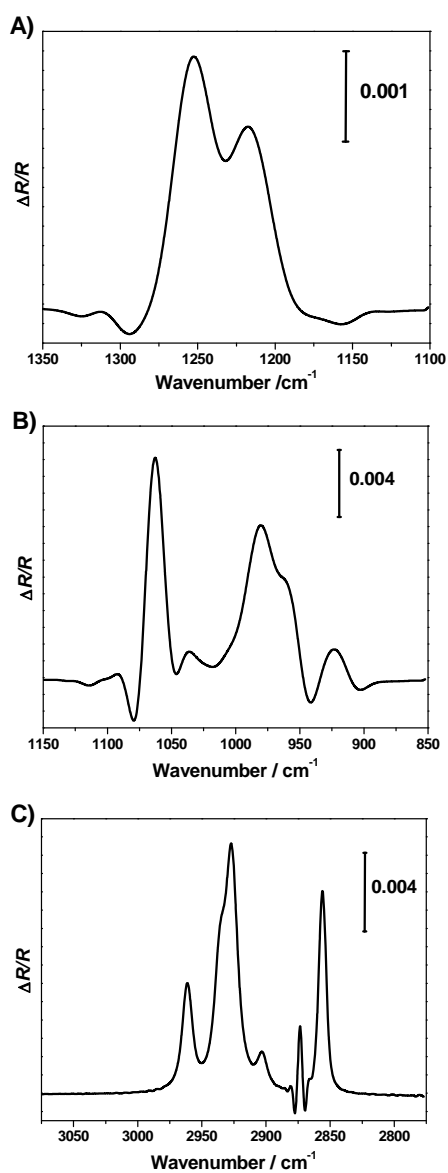 A)
0.001
ΔR/R
1350 1300 1250 1200 1150 1100
Wavenumber /cm-1
B)
0.004
ΔR/R
1150 1100 1050 1000 950 900 850
Wavenumber / cm-1
C)
0.004
ΔR/R
3050 3000 2950 2900 2850 2800
Wavenumber / cm-1